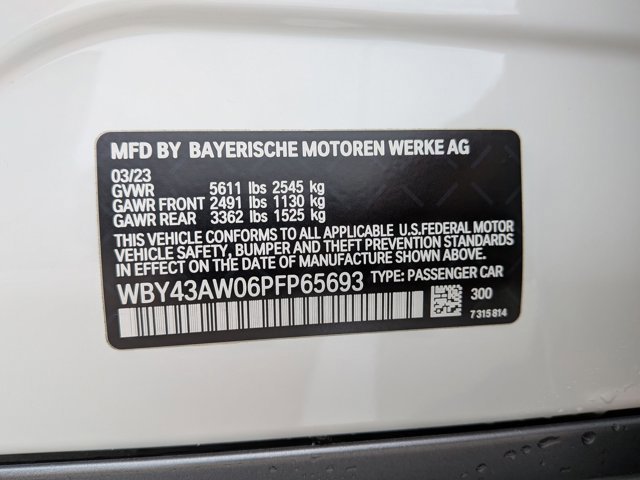 MFD BY BAYERISCHE MOTOREN WERKE AG
03/23
GVWR 5611 lbs 2545 kg
GAWR FRONT 2491 lbs 1130 kg
GAWR REAR 3362 lbs 1525 kg
THIS VEHICLE CONFORMS TO ALL APPLICABLE U.S.FEDERAL MOTOR
VEHICLE SAFETY, BUMPER AND THEFT PREVENTION STANDARDS
IN EFFECT ON THE DATE OF MANUFACTURE SHOWN ABOVE.
WBY43AW06PFP65693 TYPE: PASSENGER CAR
300
7315814